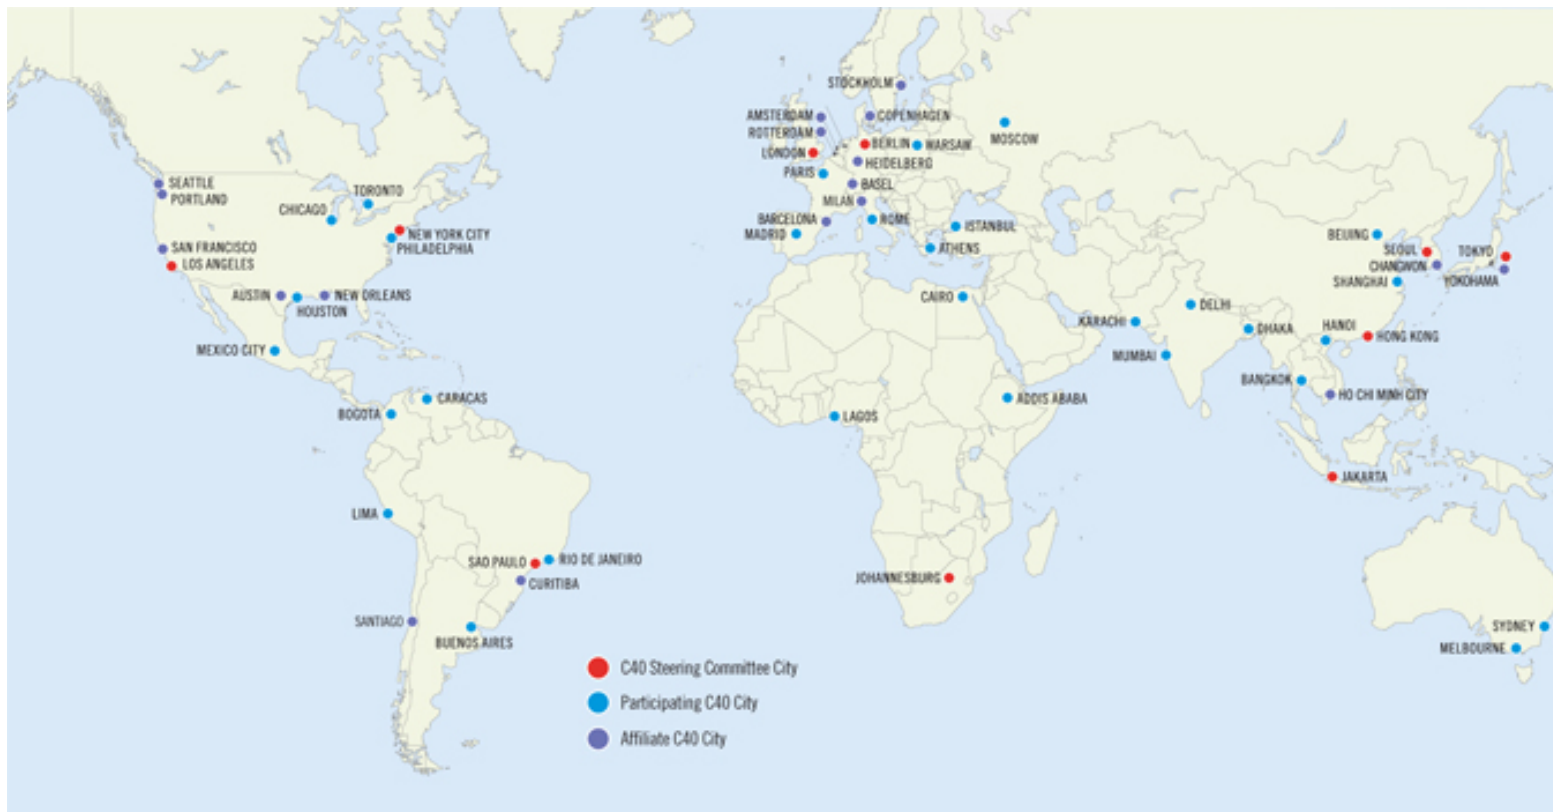 STOCKHOLM
AMSTERDAM
COPENHAGEN
ROTTERDAM
MOSCOW
LONDON
BERLIN
WARSAW
HEIDELBERG
PARIS
BASEL
MILAN
BARCELONA
ROME
MADRID
ISTANBUL
ATHENS
SEATTLE
PORTLAND
TORONTO
CHICAGO
NEW YORK CITY
PHILADELPHIA
SAN FRANCISCO
LOS ANGELES
AUSTIN
NEW ORLEANS
HOUSTON
MEXICO CITY
CARACAS
BOGOTA
LIMA
SAO PAULO
RIO DE JANEIRO
CURITIBA
SANTIAGO
BUENOS AIRES
CAIRO
LAGOS
ADDIS ABABA
JOHANNESBURG
BEIJING
SEOUL
TOKYO
CHANGWON
YOKOHAMA
SHANGHAI
DELHI
KARACHI
DHAKA
HANOI
HONG KONG
MUMBAI
BANGKOK
HO CHI MINH CITY
JAKARTA
SYDNEY
MELBOURNE
C40 Steering Committee City
Participating C40 City
Affiliate C40 City